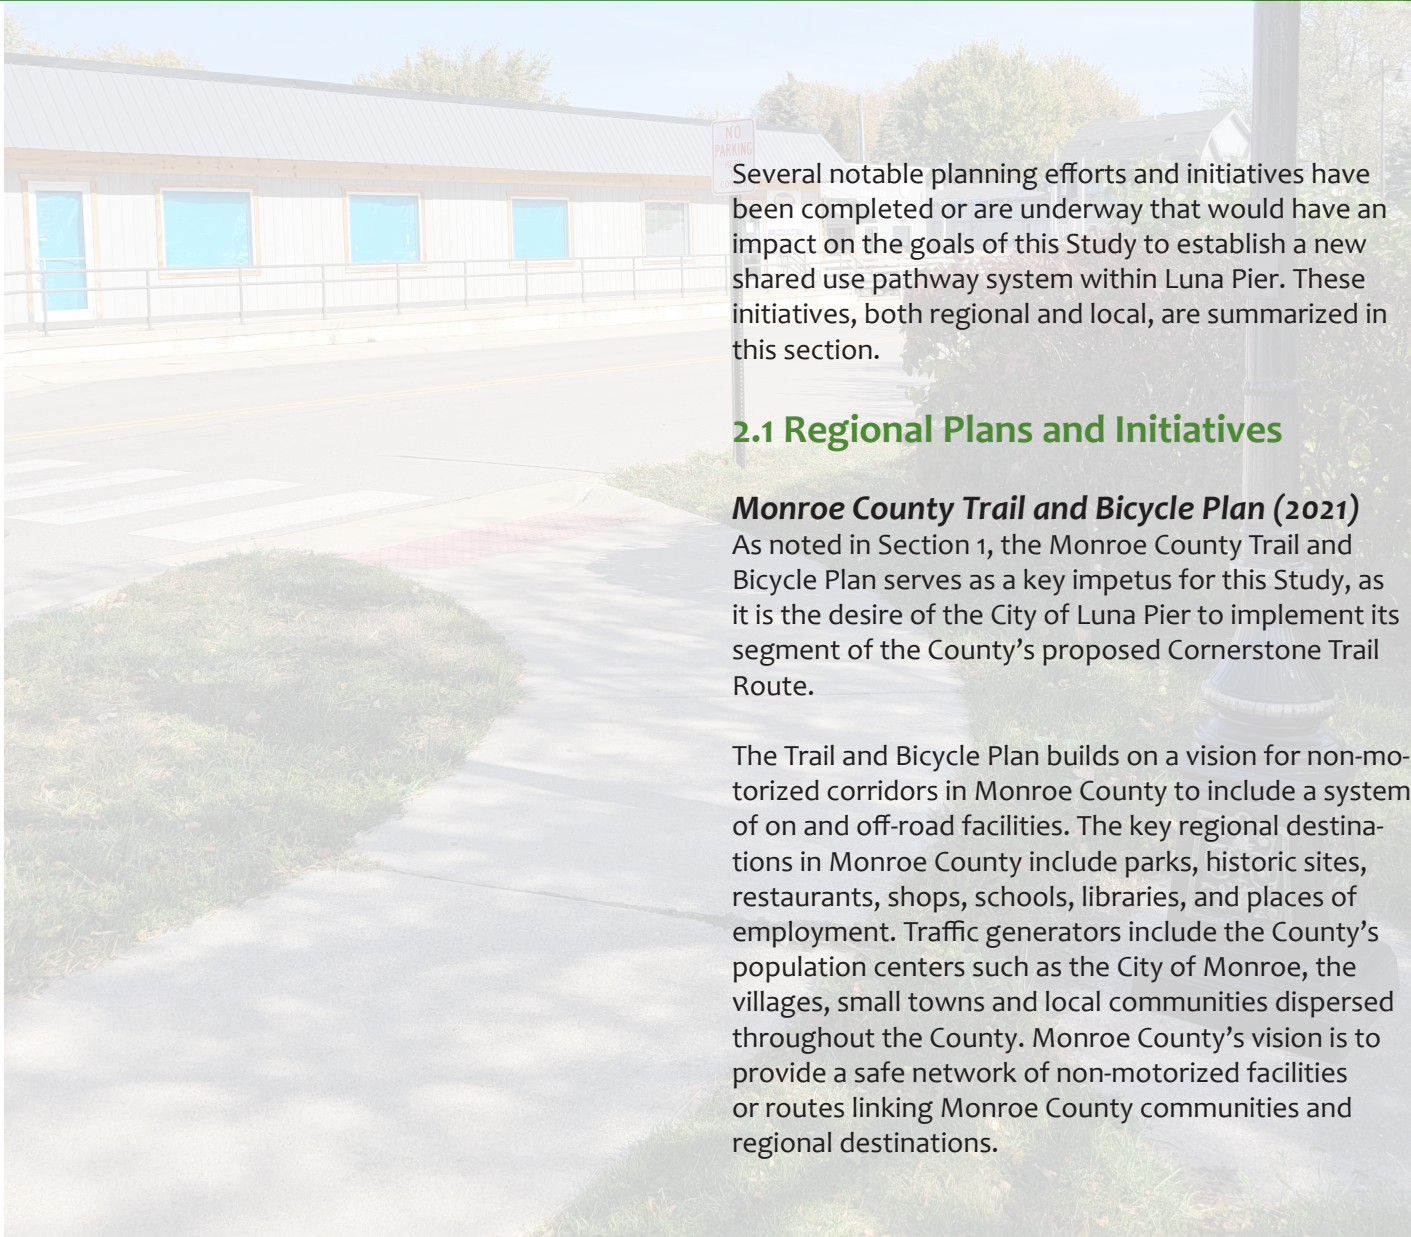 NO
PARKING
Several notable planning efforts and initiatives have
been completed or are underway that would have an
impact on the goals of this Study to establish a new
shared use pathway system within Luna Pier. These
initiatives, both regional and local, are summarized in
this section.
2.1 Regional Plans and Initiatives
Monroe County Trail and Bicycle Plan (2021)
As noted in Section 1, the Monroe County Trail and
Bicycle Plan serves as a key impetus for this Study, as
it is the desire of the City of Luna Pier to implement its
segment of the County’s proposed Cornerstone Trail
Route.
The Trail and Bicycle Plan builds on a vision for non-mo-
torized corridors in Monroe County to include a system
of on and off-road facilities. The key regional destina-
tions in Monroe County include parks, historic sites,
restaurants, shops, schools, libraries, and places of
employment. Traffic generators include the County’s
population centers such as the City of Monroe, the
villages, small towns and local communities dispersed
throughout the County. Monroe County’s vision is to
provide a safe network of non-motorized facilities
or routes linking Monroe County communities and
regional destinations.